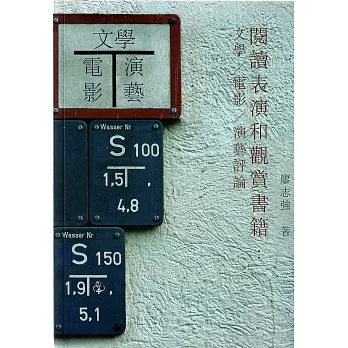 閱讀表演和觀賞書籍：
文學／電影／演藝評論
廖志強 著
文學
電影
演藝
Wasser Nr
S 100
1,5 ,
4,8
Wasser Nr
S 150
1,9 ,
5,1